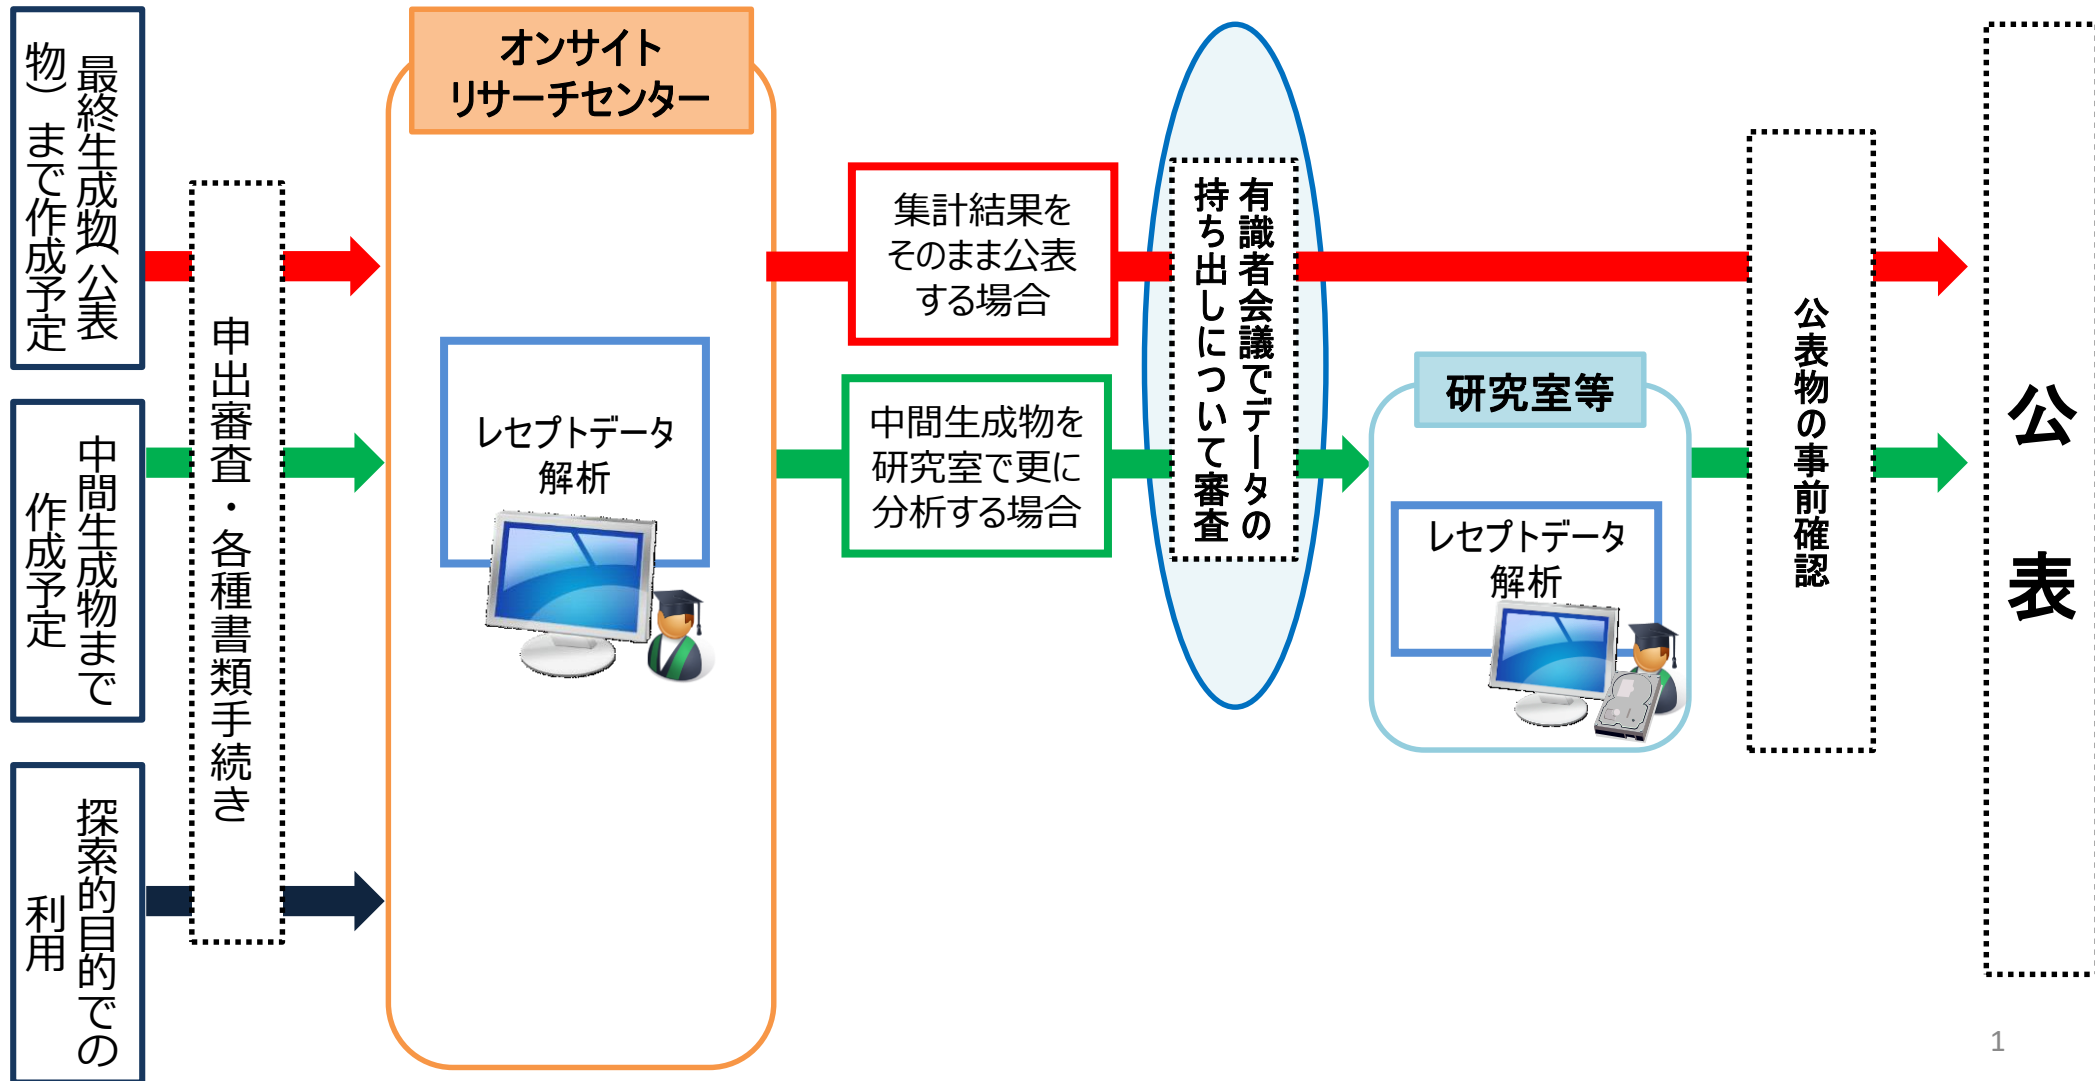 最終生成物(公表
物）まで作成予定
中間生成物まで
作成予定
探索的目的での
利用
申出審査・各種書類手続き
オンサイト
リサーチセンター
レセプトデータ
解析
集計結果を
そのまま公表
する場合
中間生成物を
研究室で更に
分析する場合
有識者会議でデータの
持ち出しについて審査
研究室等
レセプトデータ
解析
公表物の事前確認
公表
1